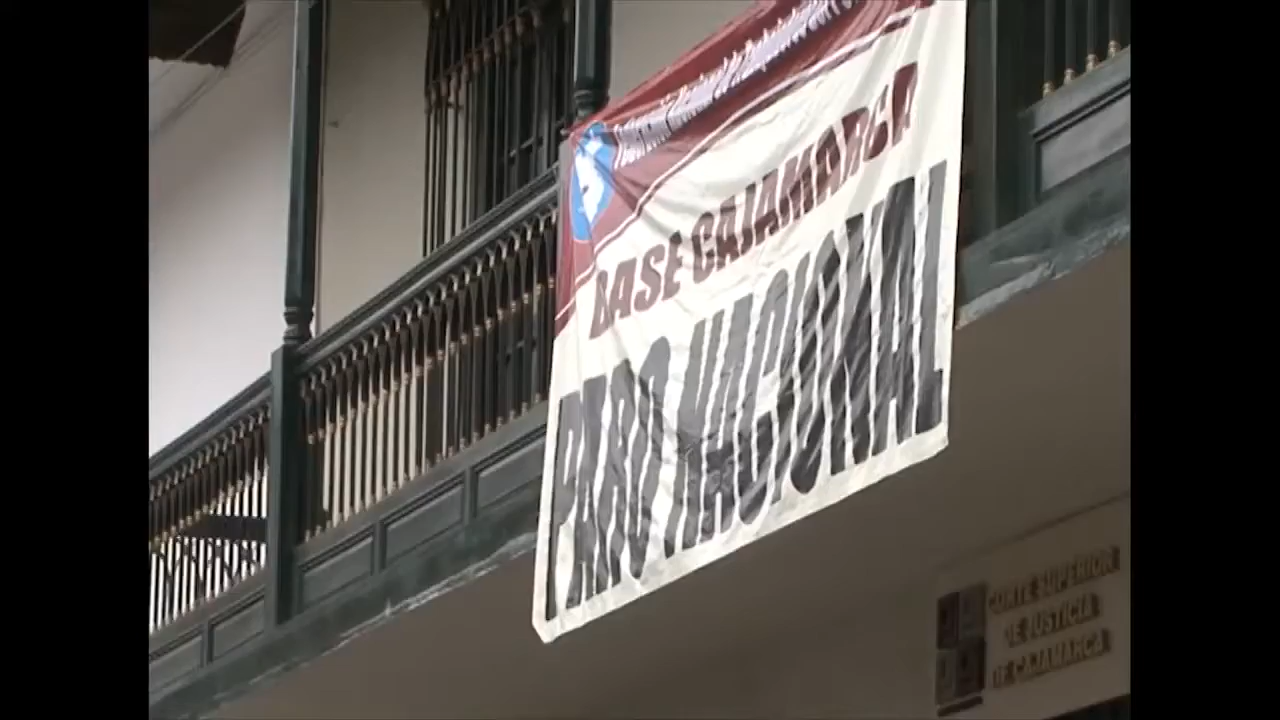 BASE CAJAMARCA
PARO NACIONAL
CORTE SUPERIOR
DE JUSTICIA
DE CAJAMARCA